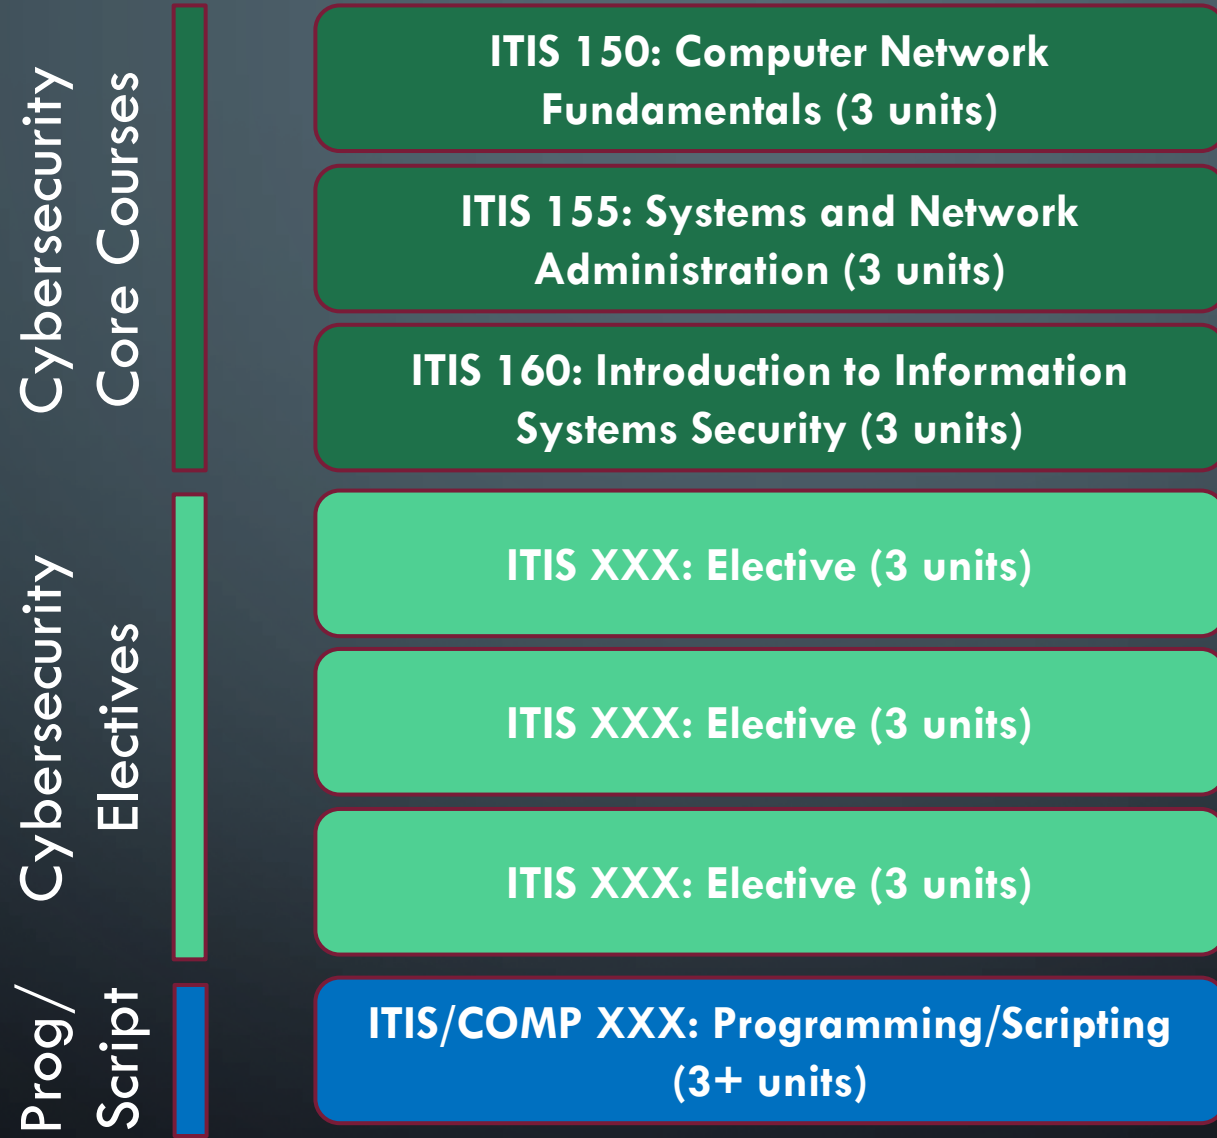 Cybersecurity
Core Courses
ITIS 150: Computer Network
Fundamentals (3 units)
ITIS 155: Systems and Network
Administration (3 units)
ITIS 160: Introduction to Information
Systems Security (3 units)
Cybersecurity
Electives
ITIS XXX: Elective (3 units)
ITIS XXX: Elective (3 units)
ITIS XXX: Elective (3 units)
Prog/
Script
ITIS/COMP XXX: Programming/Scripting
(3+ units)